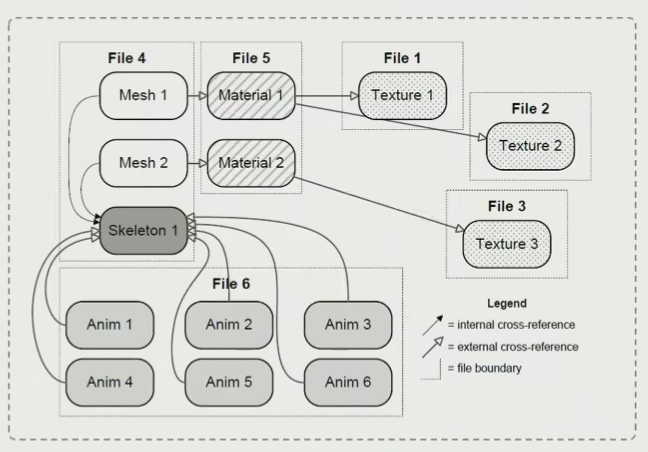 File 4
File 5
File 1
Mesh 1
Material 1
Texture 1
File 2
Texture 2
Mesh 2
Material 2
File 3
Skeleton 1
Texture 3
File 6
Anim 1
Anim 2
Anim 3
Anim 4
Anim 5
Anim 6
Legend
= internal cross-reference
= external cross-reference
= file boundary